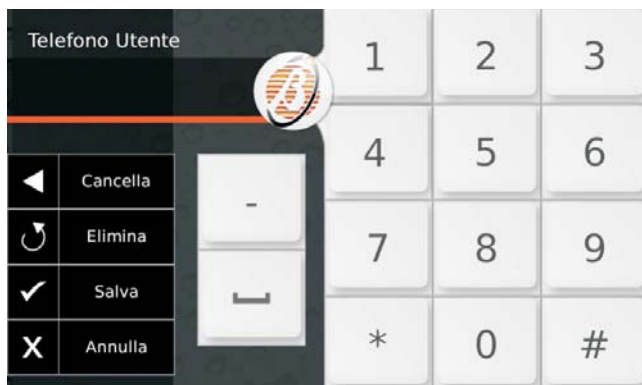 Telefono Utente
1 2 3
4 5 6
Cancella
-
Elimina
7 8 9
Salva
Annulla
* 0 #